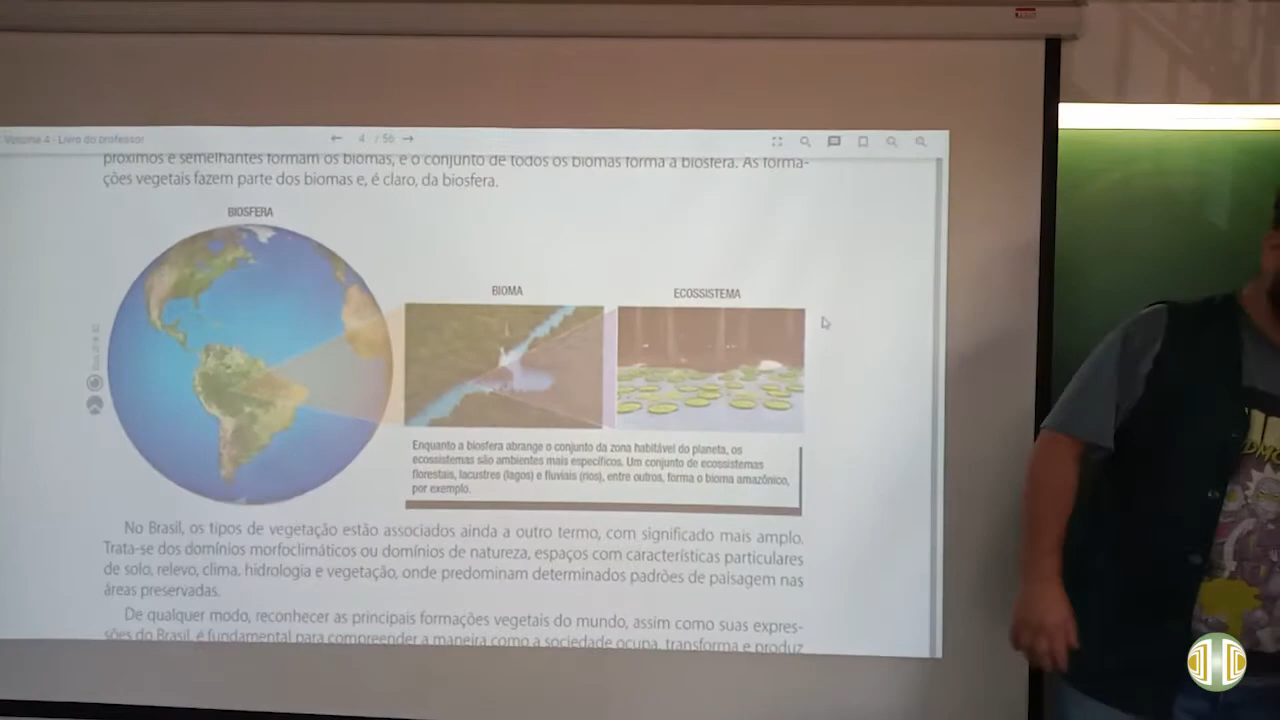 Volume 4 - Livro do professor
4 / 56
próximos e semelhantes formam os biomas, e o conjunto de todos os biomas forma a biosfera. As forma-
ções vegetais fazem parte dos biomas e, é claro, da biosfera.
BIOSFERA
BIOMA
ECOSSISTEMA
Enquanto a biosfera abrange o conjunto da zona habitável do planeta, os
ecossistemas são ambientes mais específicos. Um conjunto de ecossistemas
florestais, lacustres (lagos) e fluviais (rios), entre outros, forma o bioma amazônico,
por exemplo.
No Brasil, os tipos de vegetação estão associados ainda a outro termo, com significado mais amplo.
Trata-se dos domínios morfoclimáticos ou domínios de natureza, espaços com características particulares
de solo, relevo, clima, hidrologia e vegetação, onde predominam determinados padrões de paisagem nas
áreas preservadas.
De qualquer modo, reconhecer as principais formações vegetais do mundo, assim como suas expres-
sões do Brasil, é fundamental para compreender a maneira como a sociedade ocupa, transforma e produz